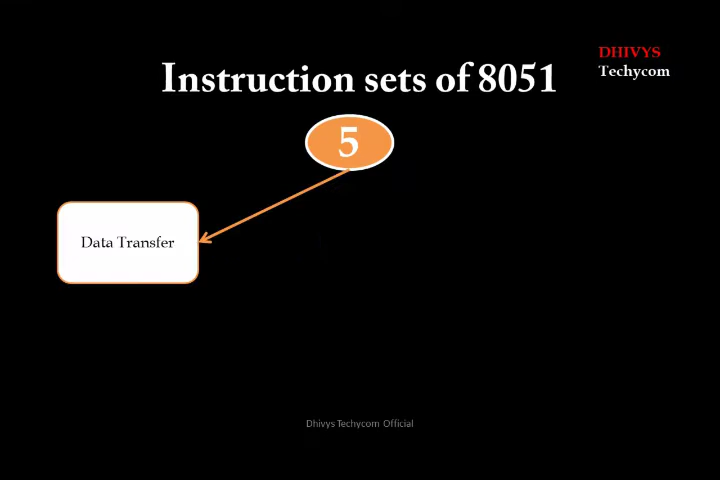 DHIVYS
Techycom
Instruction sets of 8051
5
Data Transfer
Dhivys Techycom Official